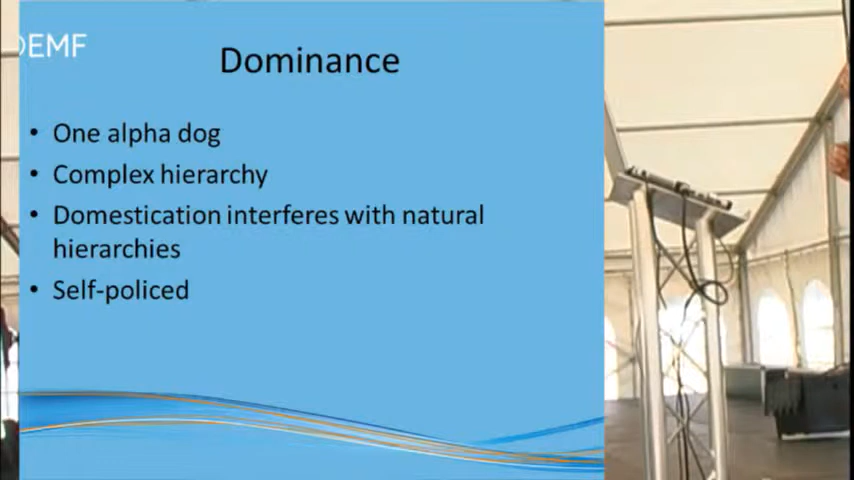 EMF
Dominance
• One alpha dog
• Complex hierarchy
• Domestication interferes with natural
hierarchies
• Self-policed